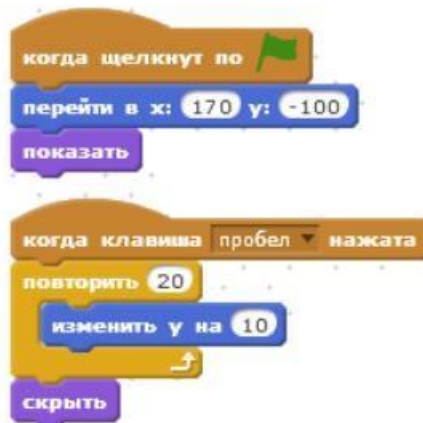 когда щелкнут по
перейти в x: 170 y: -100
показать
когда клавиша пробел нажата
повторить 20
изменить y на 10
скрыть